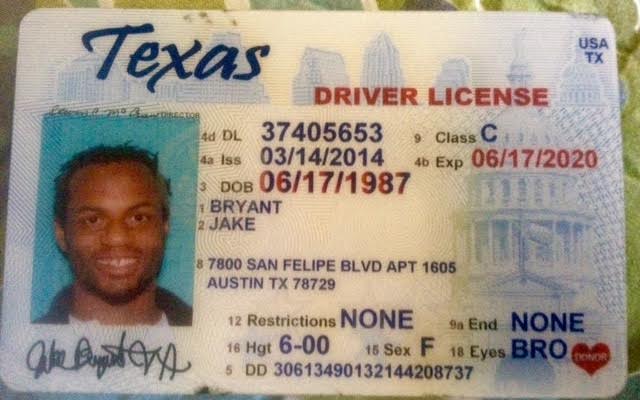 Texas
USA
TX
DRIVER LICENSE
DIRECTOR
4d DL 37405653 9 Class C
4a Iss 03/14/2014 4b Exp 06/17/2020
3 DOB 06/17/1987
1 BRYANT
2 JAKE
8 7800 SAN FELIPE BLVD APT 1605
AUSTIN TX 78729
12 Restrictions NONE 9a End NONE
16 Hgt 6-00 15 Sex F 18 Eyes BRO DONOR
5 DD 30613490132144208737